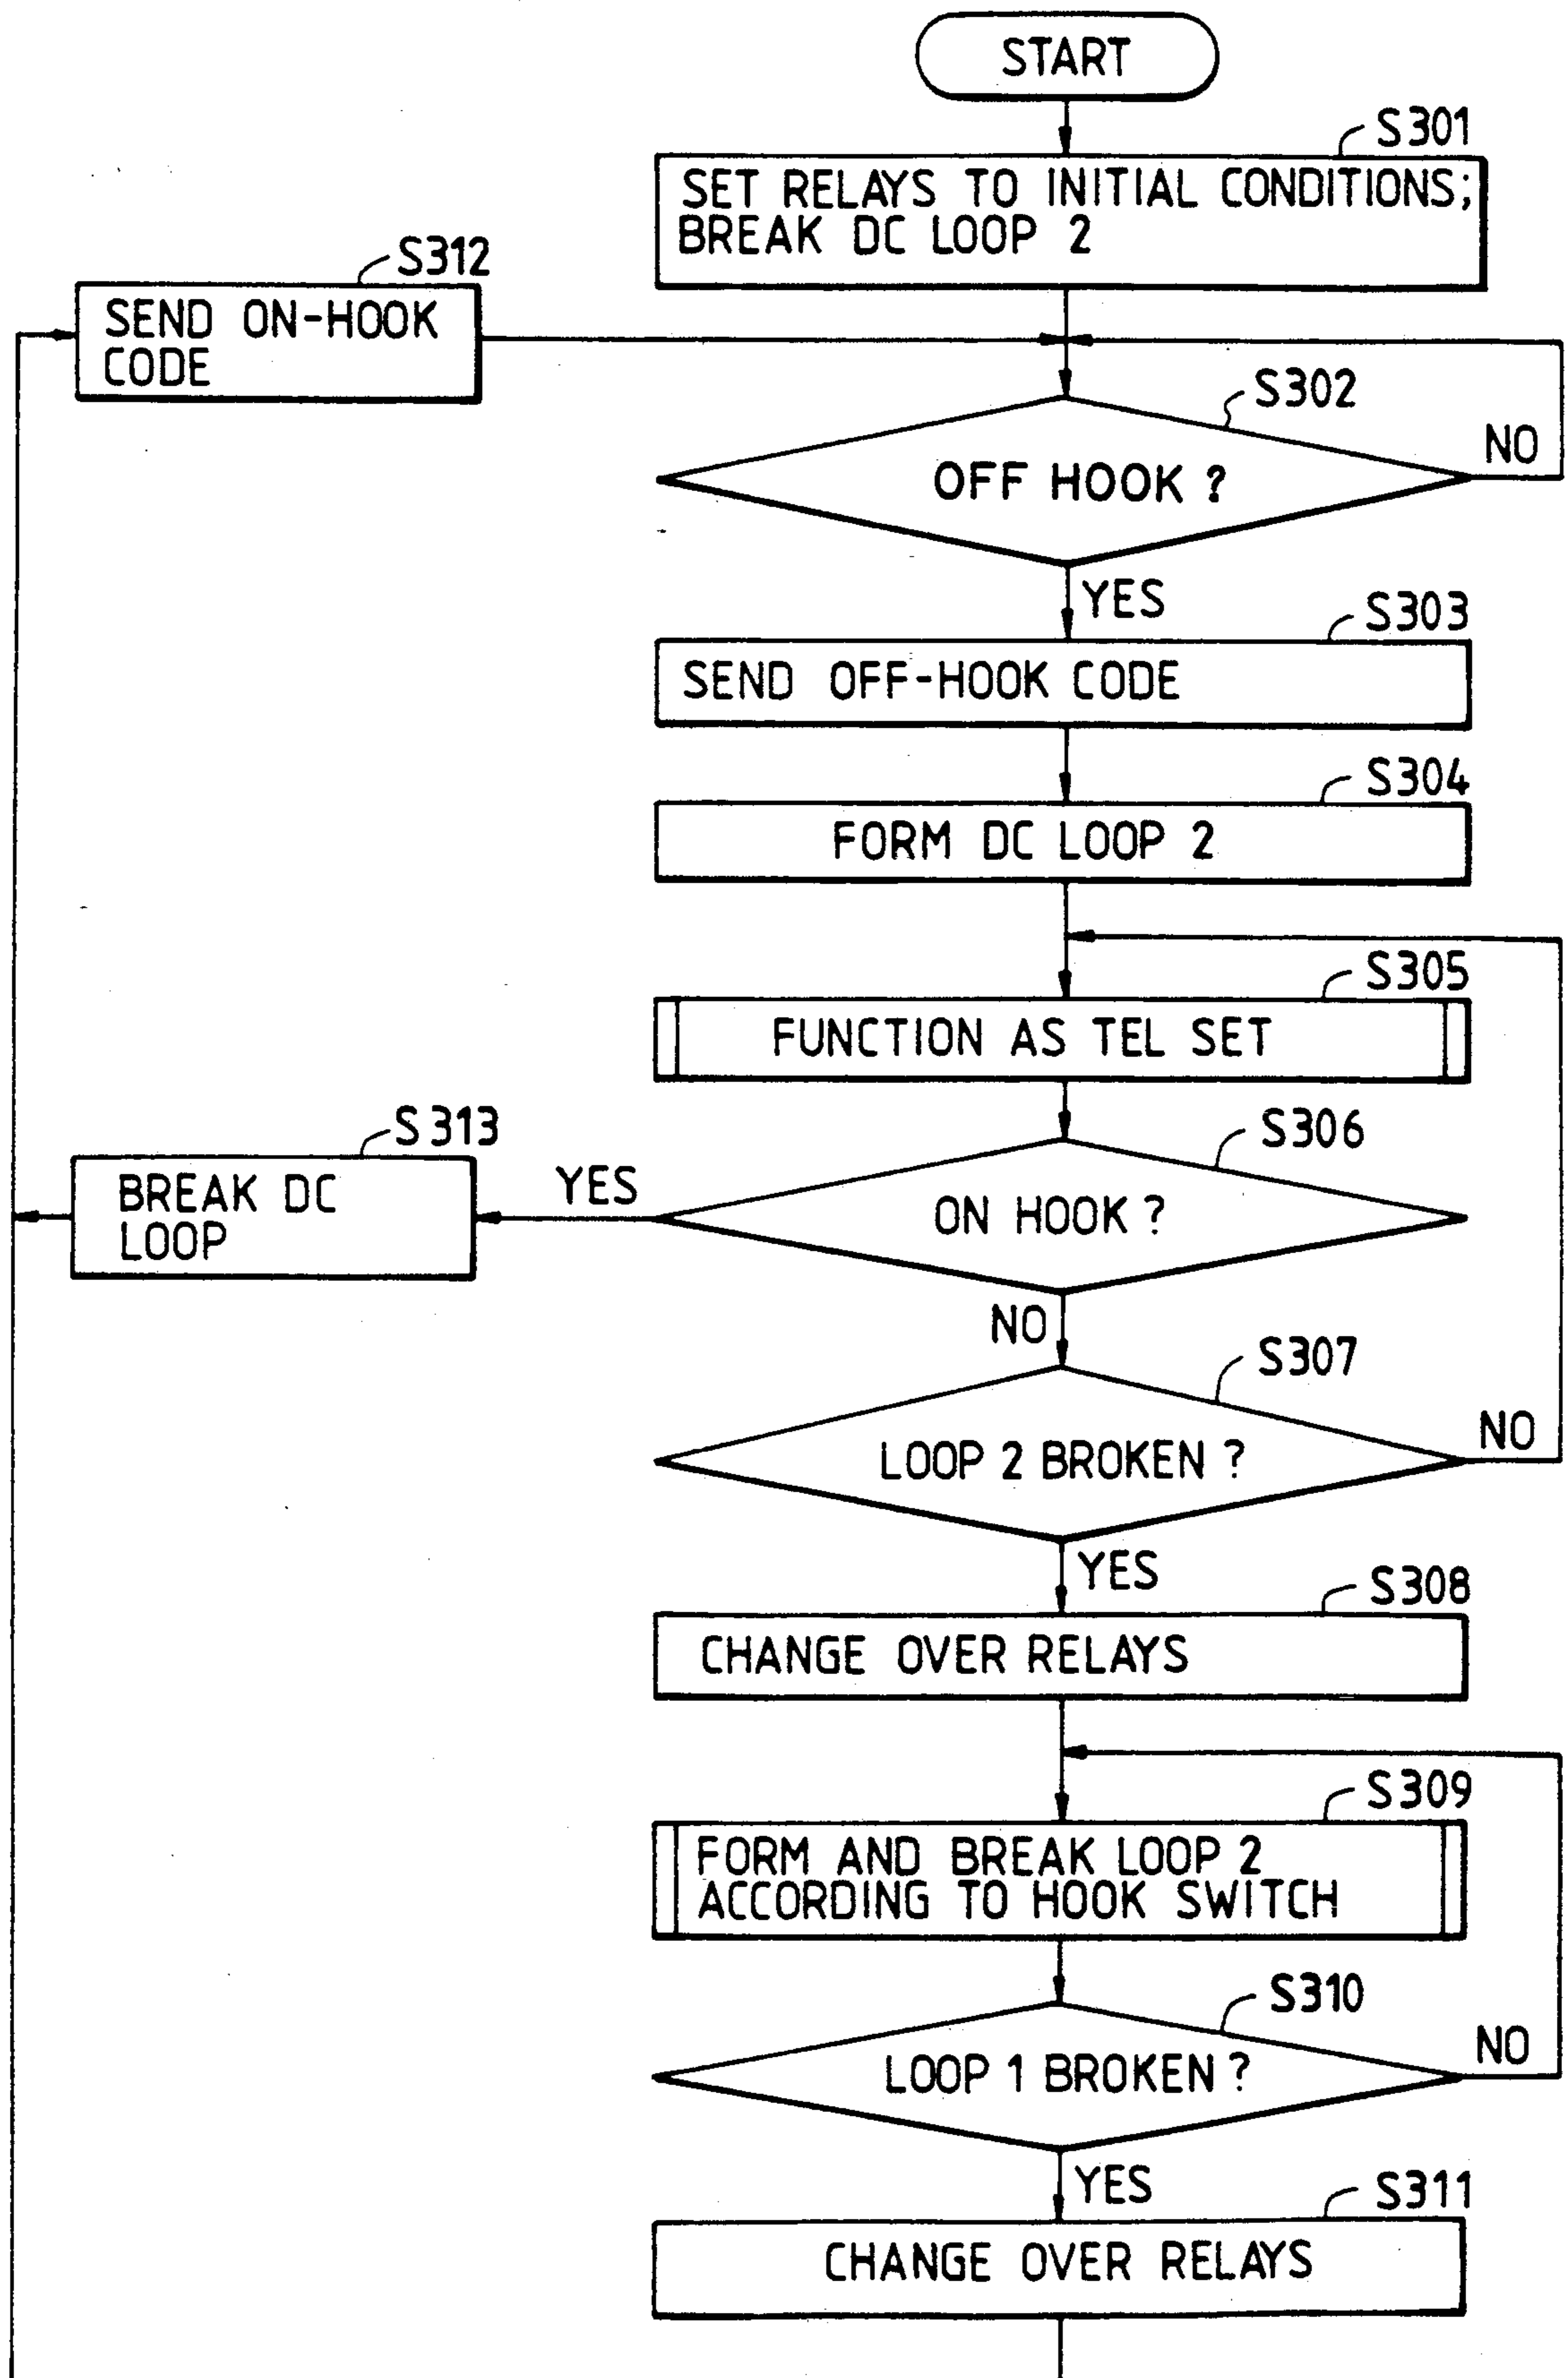 START
S301
SET RELAYS TO INITIAL CONDITIONS;
BREAK DC LOOP 2
S312
SEND ON-HOOK
CODE
S302
OFF HOOK ?
NO
YES
S303
SEND OFF-HOOK CODE
S304
FORM DC LOOP 2
S305
FUNCTION AS TEL SET
S306
ON HOOK ?
YES
S313
BREAK DC
LOOP
NO
S307
LOOP 2 BROKEN ?
NO
YES
S308
CHANGE OVER RELAYS
S309
FORM AND BREAK LOOP 2
ACCORDING TO HOOK SWITCH
S310
LOOP 1 BROKEN ?
NO
YES
S311
CHANGE OVER RELAYS